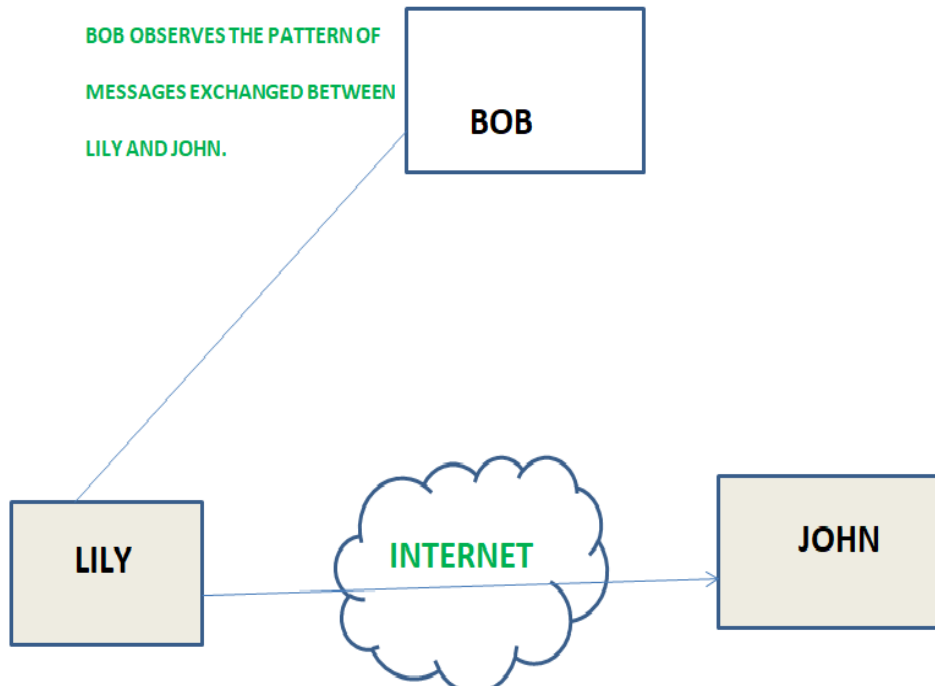 BOB OBSERVES THE PATTERN OF
MESSAGES EXCHANGED BETWEEN
LILY AND JOHN.
BOB
LILY
INTERNET
JOHN